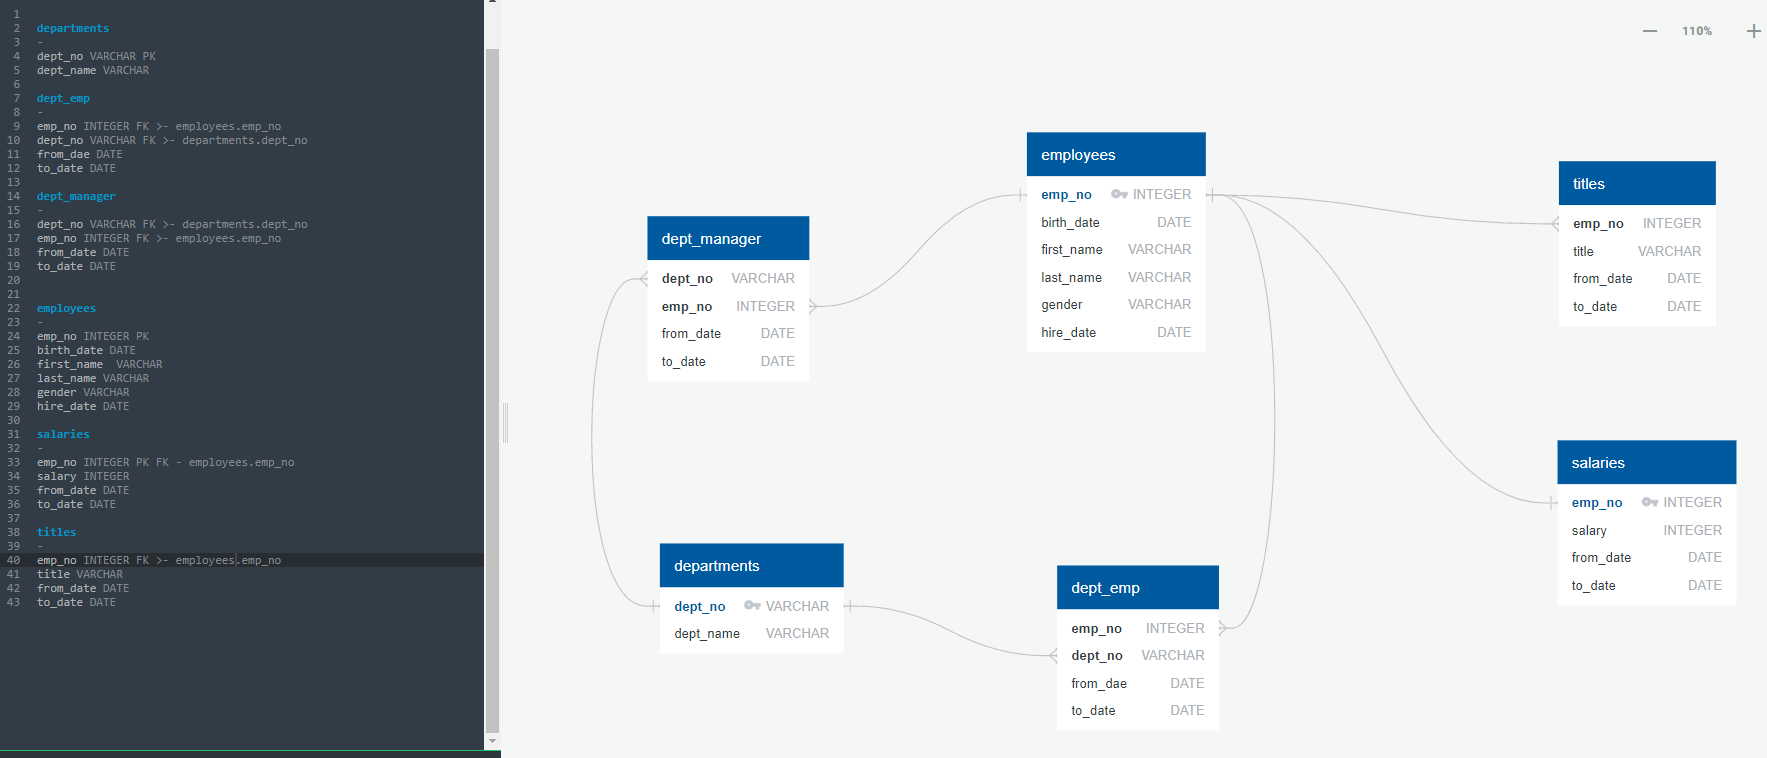 1
2 departments
3 -
4 dept_no VARCHAR PK
5 dept_name VARCHAR
6
7 dept_emp
8 -
9 emp_no INTEGER FK >- employees.emp_no
10 dept_no VARCHAR FK >- departments.dept_no
11 from_dae DATE
12 to_date DATE
13
14 dept_manager
15 -
16 dept_no VARCHAR FK >- departments.dept_no
17 emp_no INTEGER FK >- employees.emp_no
18 from_date DATE
19 to_date DATE
20
21
22 employees
23 -
24 emp_no INTEGER PK
25 birth_date DATE
26 first_name  VARCHAR
27 last_name VARCHAR
28 gender VARCHAR
29 hire_date DATE
30
31 salaries
32 -
33 emp_no INTEGER PK FK - employees.emp_no
34 salary INTEGER
35 from_date DATE
36 to_date DATE
37
38 titles
39 -
40 emp_no INTEGER FK >- employees.emp_no
41 title VARCHAR
42 from_date DATE
43 to_date DATE
110%
dept_manager
dept_no VARCHAR
emp_no INTEGER
from_date DATE
to_date DATE
employees
emp_no INTEGER
birth_date DATE
first_name VARCHAR
last_name VARCHAR
gender VARCHAR
hire_date DATE
titles
emp_no INTEGER
title VARCHAR
from_date DATE
to_date DATE
departments
dept_no VARCHAR
dept_name VARCHAR
dept_emp
emp_no INTEGER
dept_no VARCHAR
from_dae DATE
to_date DATE
salaries
emp_no INTEGER
salary INTEGER
from_date DATE
to_date DATE